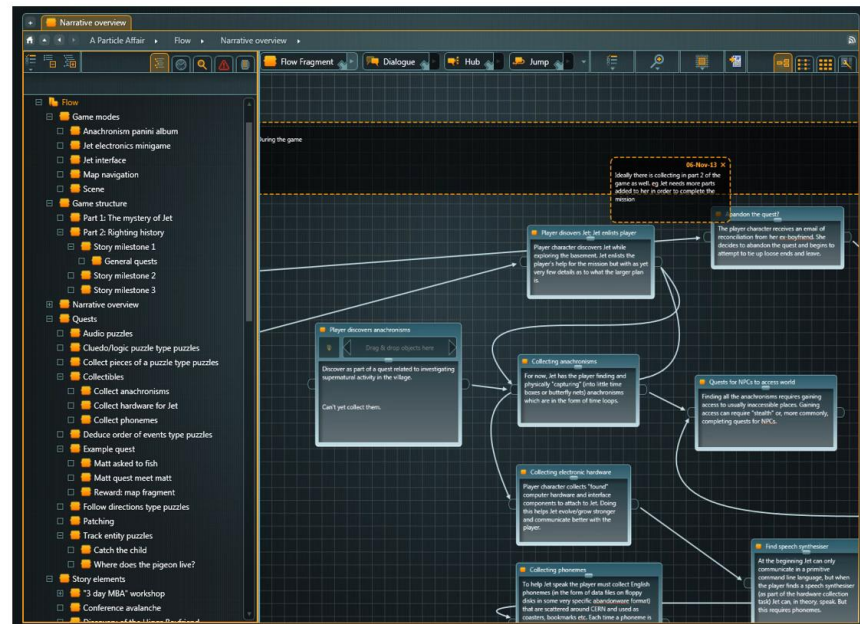 Narrative overview
A Particle Affair
Flow
Narrative overview
Flow Fragment
Dialogue
Hub
Jump
Flow
Game modes
Anachronism panini album
Jet electronics minigame
Jet interface
Map navigation
Scene
Game structure
Part 1: The mystery of Jet
Part 2: Righting history
Story milestone 1
General quests
Story milestone 2
Story milestone 3
Narrative overview
Quests
Audio puzzles
Cluedo/logic puzzle type puzzles
Collect pieces of a puzzle type puzzles
Collectibles
Collect anachronisms
Collect hardware for Jet
Collect phonemes
Deduce order of events type puzzles
Example quest
Matt asked to fish
Matt quest meet matt
Reward: map fragment
Follow directions type puzzles
Patching
Track entity puzzles
Catch the child
Where does the pigeon live?
Story elements
"3 day MBA" workshop
Conference avalanche
during the game
06-Nov-13
Ideally there is collecting in part 2 of the
game as well. eg Jet needs more parts
added to her in order to complete the
mission
Abandon the quest?
The player character receives an email of
reconciliation from her ex-boyfriend. She
decides to abandon the quest and begins to
attempt to tie up loose ends and leave.
Player disovers Jet; Jet enlists player
Player character discovers Jet while
exploring the basement. Jet enlists the
player's help for the mission but with as yet
very few details as to what the larger plan
is.
Player discovers anachronisms
9
Drag & drop objects here
Discover as part of a quest related to investigating
supernatural activity in the village.
Can't yet collect them.
Collecting anachronisms
For now, Jet has the player finding and
physically "capturing" (into little time
boxes or butterfly nets) anachronisms
which are in the form of time loops.
Quests for NPCs to access world
Finding all the anachronisms requires gaining
access to usually inaccessible places. Gaining
access can require "stealth" or, more commonly,
completing quests for NPCs.
Collecting electronic hardware
Player character collects "found"
computer hardware and interface
components to attach to Jet. Doing
this helps Jet evolve/grow stronger
and communicate better with the
player.
Find speech synthesiser
At the beginning Jet can only
communicate in a primitive
command line language, but when
the player finds a speech synthesiser
(as part of the hardware collection
task) Jet can, in theory, speak. But
this requires phonemes.
Collecting phonemes
To help Jet speak the player must collect English
phonemes (in the form of data files on floppy
disks in some very specific abandonware format)
that are scattered around CERN and used as
coasters, bookmarks etc. Each time a phoneme is